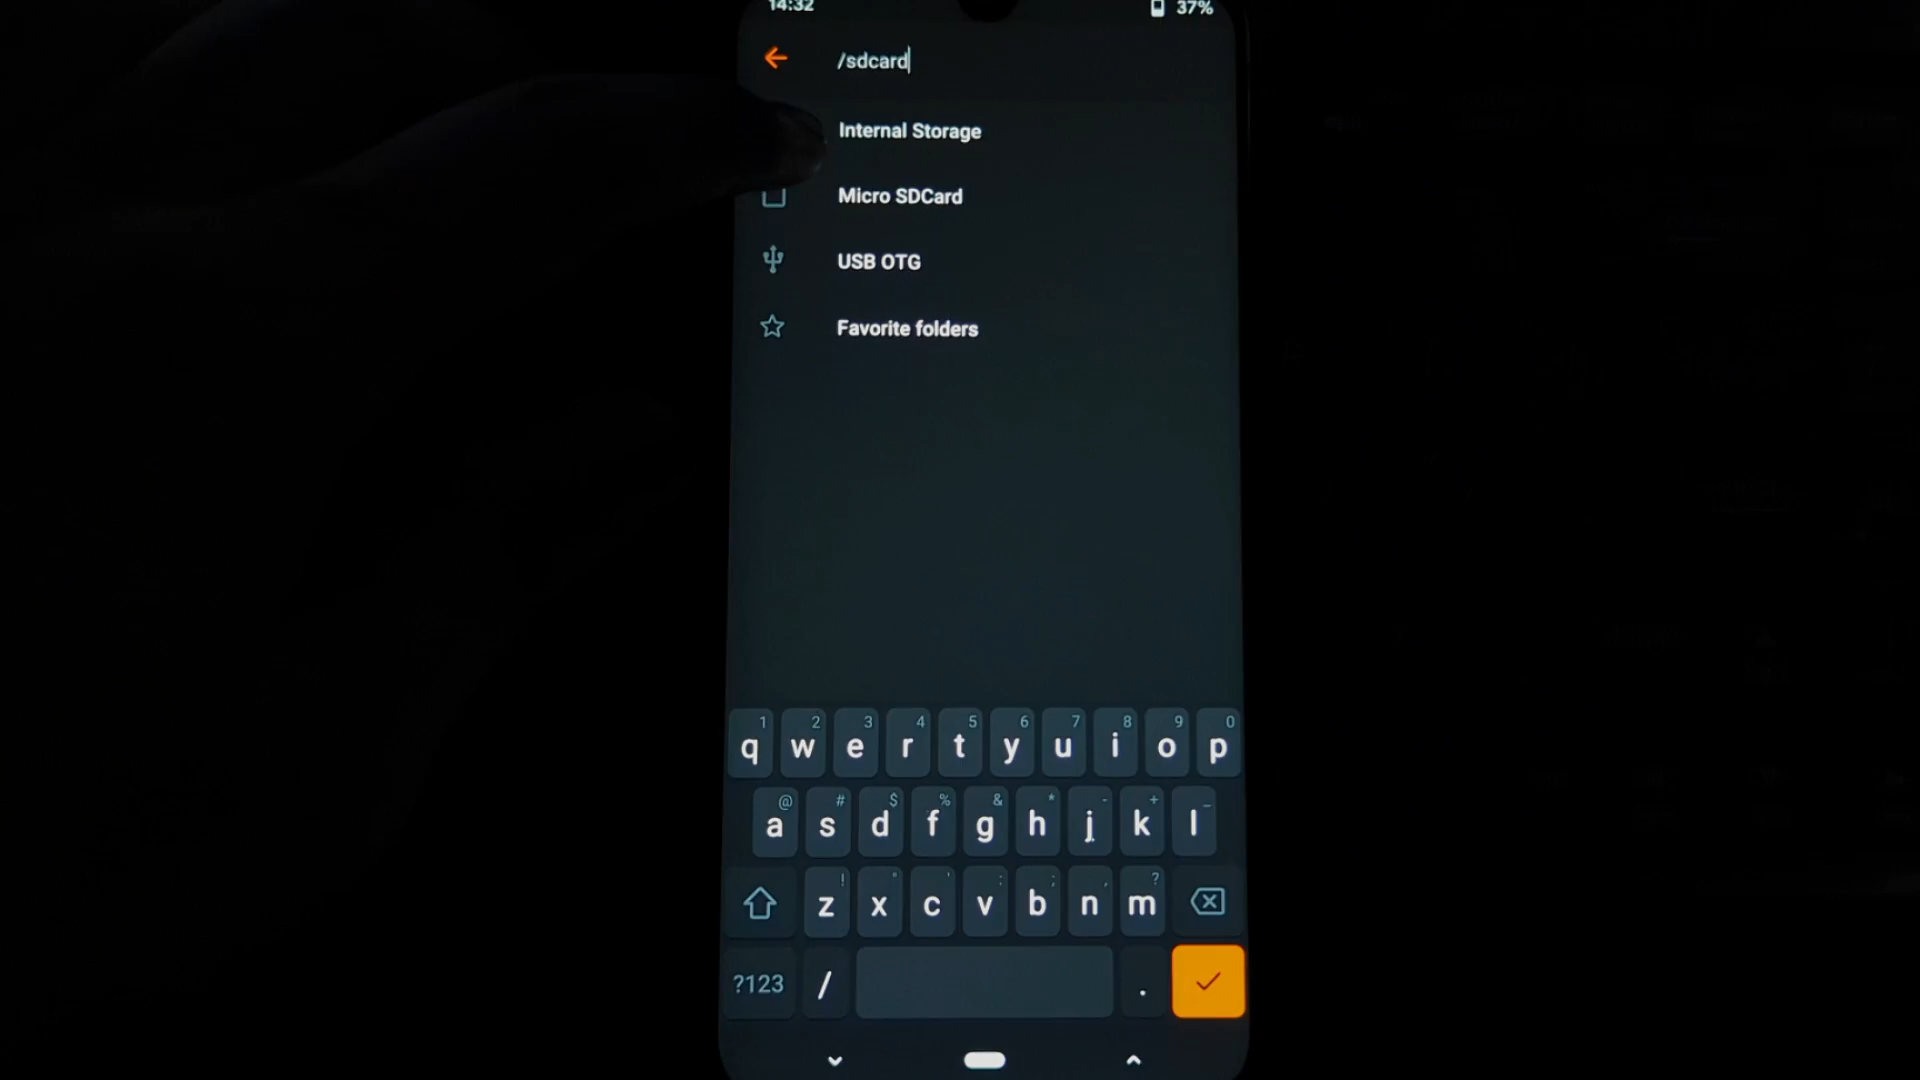 14:32 37%
/sdcard
Internal Storage
Micro SDCard
USB OTG
Favorite folders
1 2 3 4 5 6 7 8 9 0
q w e r t y u i o p
@ # $ % & * - + _
a s d f g h j k l
! " ' : ; , ?
z x c v b n m
?123 / .